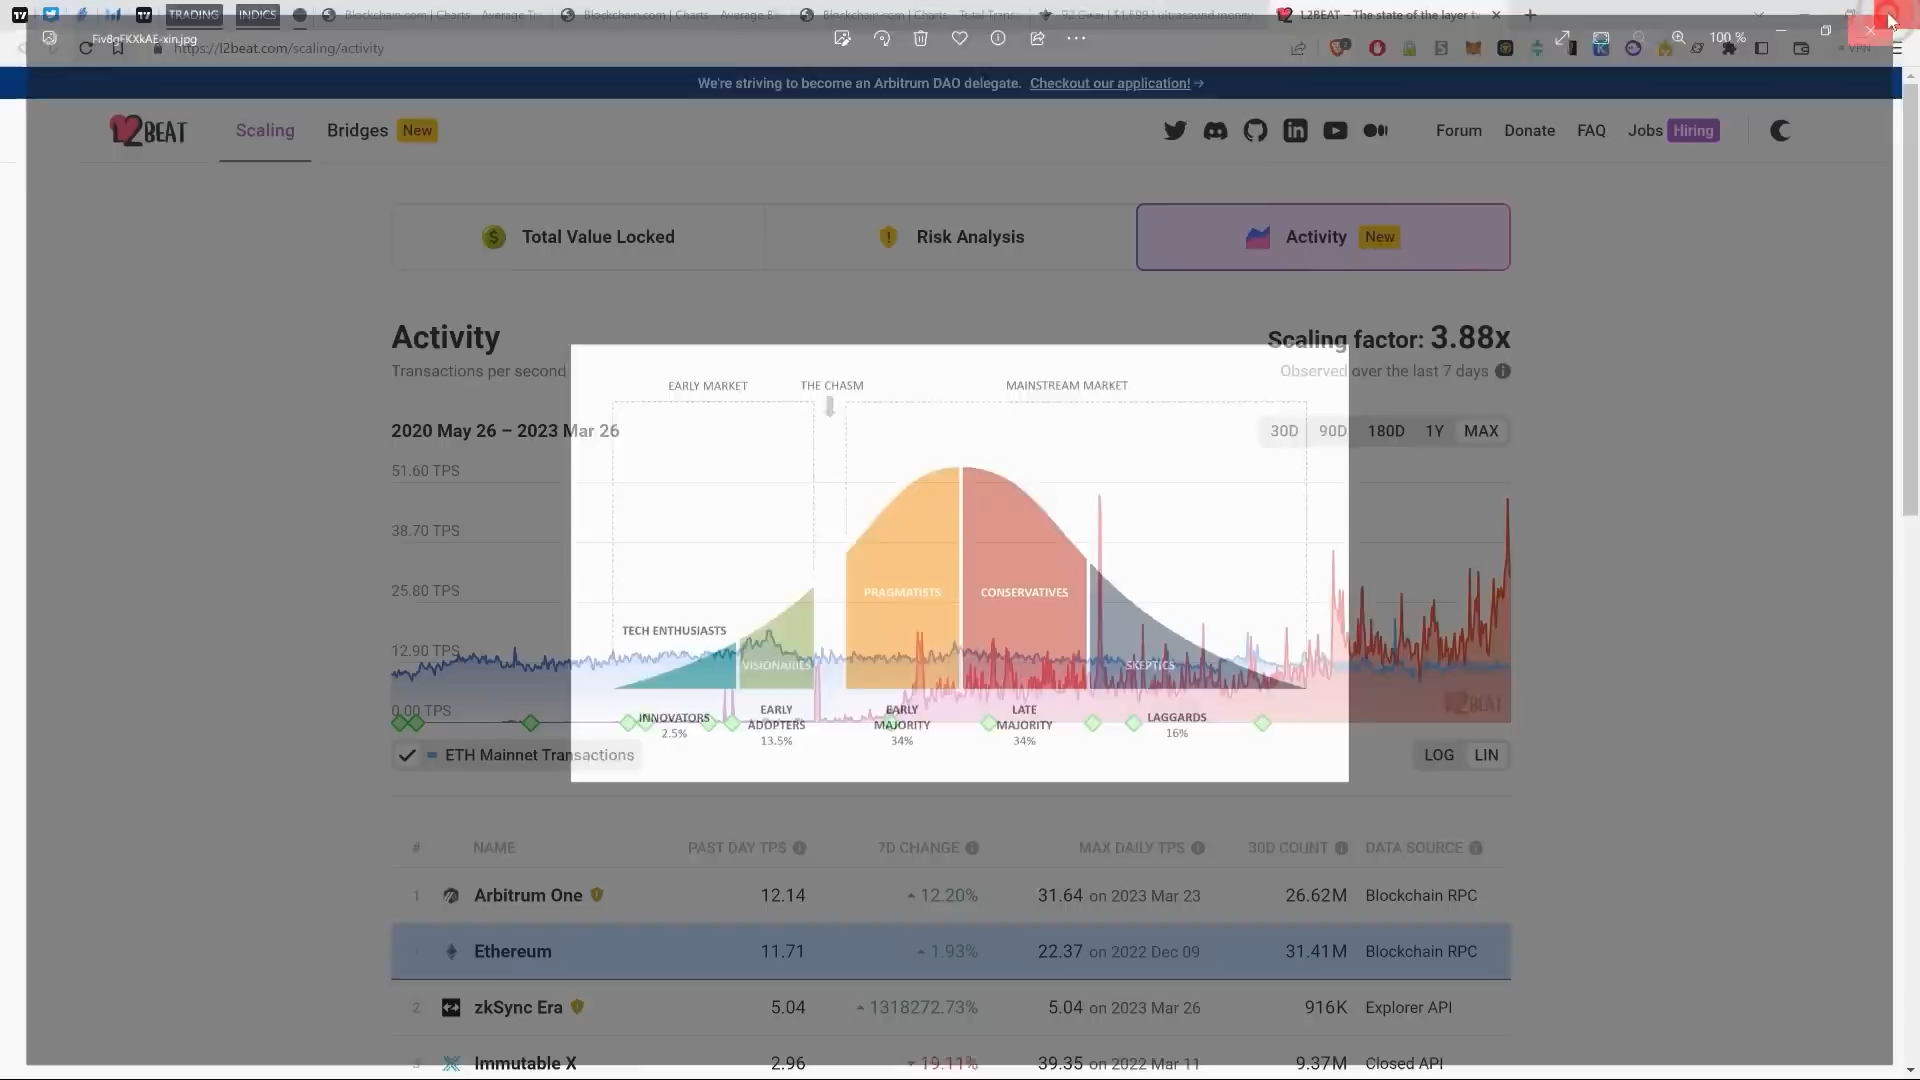 TRADING INDICS Blockchain.com | Charts - Average Blockchain.com | Charts - Average Blockchain.com | Charts - Total Tran L2BEAT – The state of the layer
Fiv8gFKXkAE-xin.jpg
100 %
https://l2beat.com/scaling/activity
VPN
We're striving to become an Arbitrum DAO delegate. Checkout our application! →
L2BEAT Scaling Bridges New Forum Donate FAQ Jobs Hiring
Total Value Locked Risk Analysis Activity New
Activity Scaling factor: 3.88x
Transactions per second Observed over the last 7 days
EARLY MARKET THE CHASM MAINSTREAM MARKET
2020 May 26 – 2023 Mar 26 30D 90D 180D 1Y MAX
51.60 TPS
38.70 TPS
25.80 TPS
PRAGMATISTS CONSERVATIVES
TECH ENTHUSIASTS
12.90 TPS
VISIONARIES SKEPTICS
L2BEAT
0.00 TPS
INNOVATORS
2.5%
EARLY
ADOPTERS
13.5%
EARLY
MAJORITY
34%
LATE
MAJORITY
34%
LAGGARDS
16%
ETH Mainnet Transactions LOG LIN
# NAME PAST DAY TPS 7D CHANGE MAX DAILY TPS 30D COUNT DATA SOURCE
1 Arbitrum One 12.14 12.20% 31.64 on 2023 Mar 23 26.62M Blockchain RPC
Ethereum 11.71 1.93% 22.37 on 2022 Dec 09 31.41M Blockchain RPC
2 zkSync Era 5.04 1318272.73% 5.04 on 2023 Mar 26 916K Explorer API
3 Immutable X 2.96 19.11% 39.35 on 2022 Mar 11 9.37M Closed API